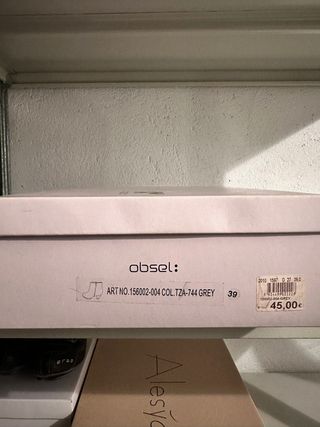 obsel:
ART NO.156002-004 COL.TZA-744 GREY 39
45,00€
Alesya